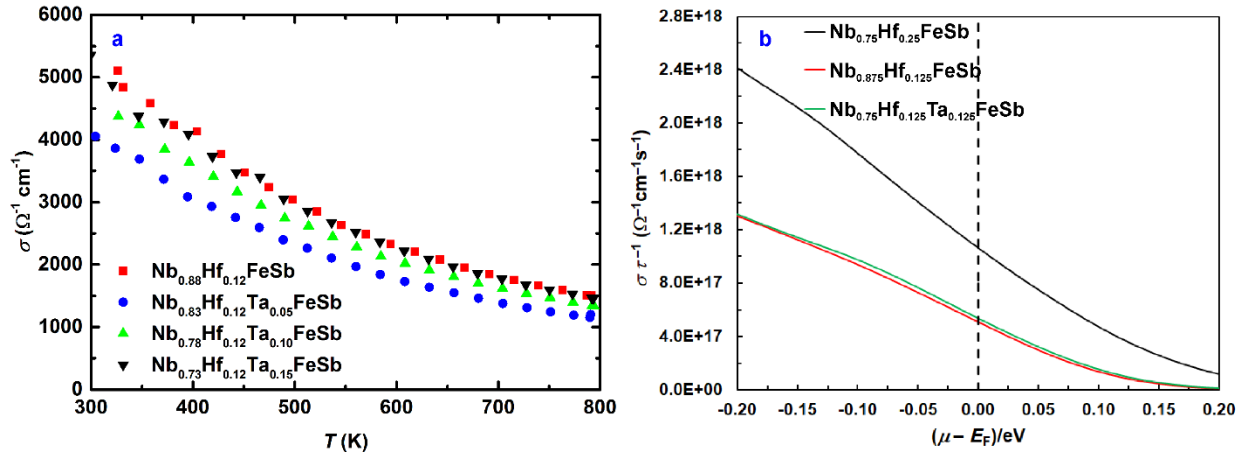 a
6000
5000
4000
3000
2000
1000
0
σ (Ω⁻¹ cm⁻¹)
Nb₀.₈₈Hf₀.₁₂FeSb
Nb₀.₈₃Hf₀.₁₂Ta₀.₀₅FeSb
Nb₀.₇₈Hf₀.₁₂Ta₀.₁₀FeSb
Nb₀.₇₃Hf₀.₁₂Ta₀.₁₅FeSb
300 400 500 600 700 800
T (K)
b
2.8E+18
2.4E+18
2.0E+18
1.6E+18
1.2E+18
8.0E+17
4.0E+17
0.0E+00
σ τ⁻¹ (Ω⁻¹cm⁻¹s⁻¹)
Nb₀.₇₅Hf₀.₂₅FeSb
Nb₀.₈₇₅Hf₀.₁₂₅FeSb
Nb₀.₇₅Hf₀.₁₂₅Ta₀.₁₂₅FeSb
-0.20 -0.15 -0.10 -0.05 0.00 0.05 0.10 0.15 0.20
(μ − E_F)/eV